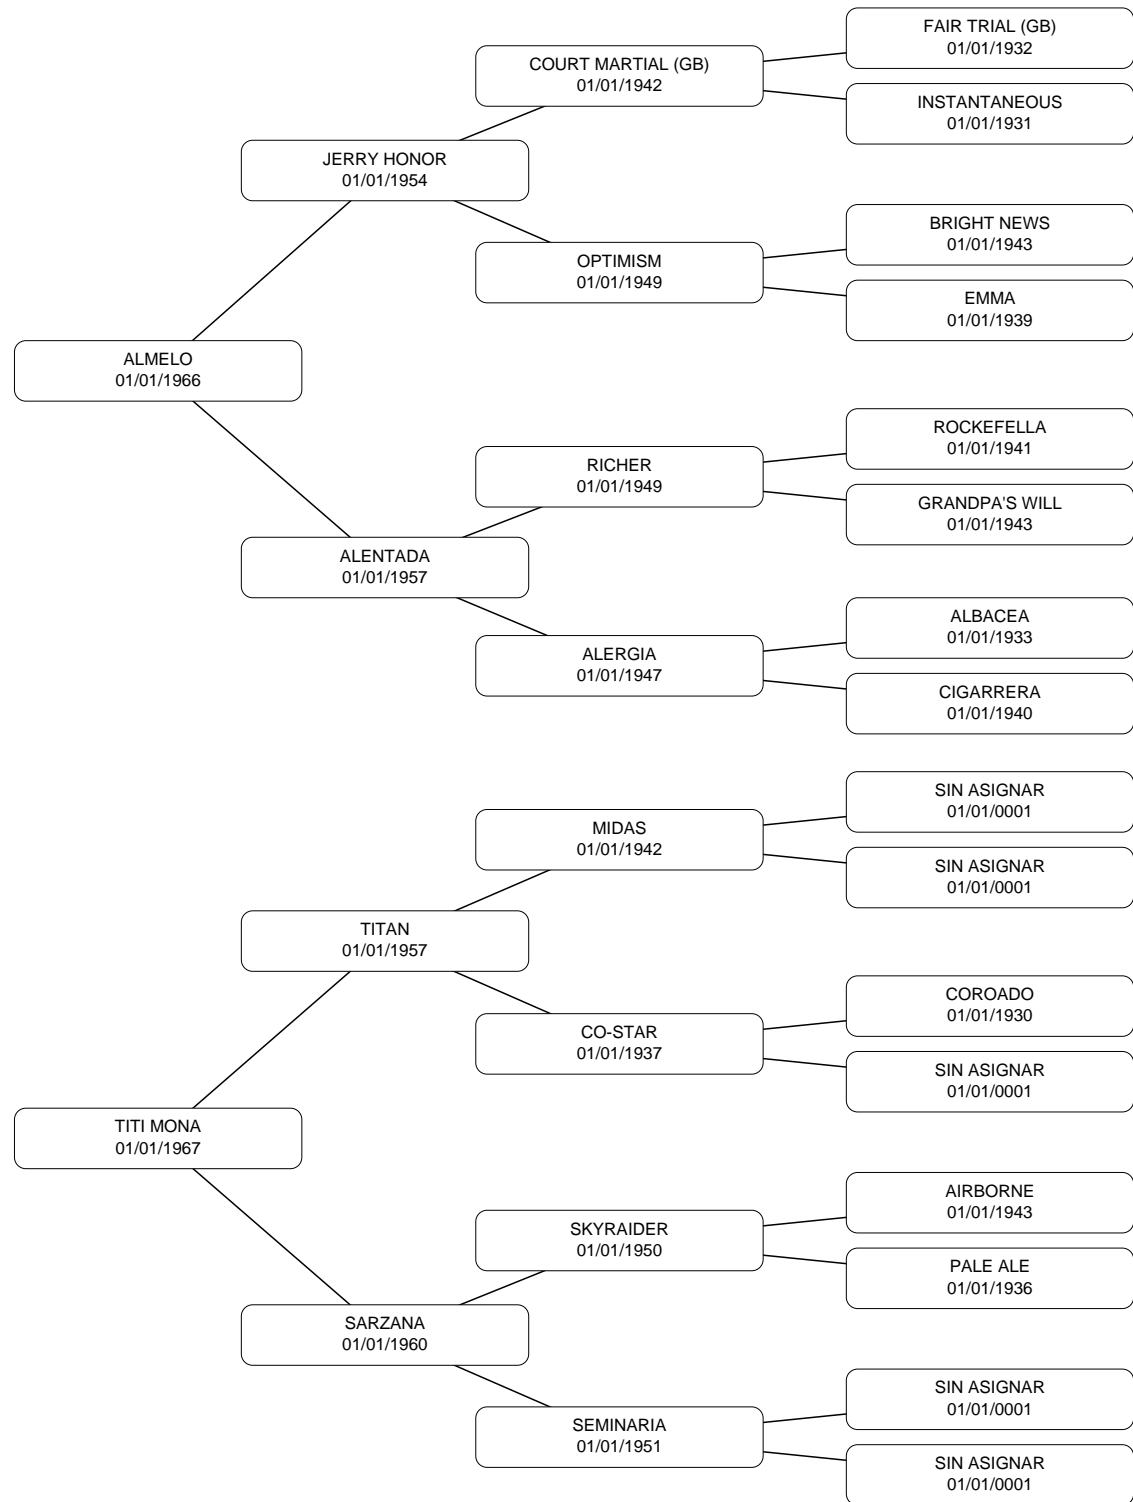 FAIR TRIAL (GB)
01/01/1932
COURT MARTIAL (GB)
01/01/1942
INSTANTANEOUS
01/01/1931
JERRY HONOR
01/01/1954
BRIGHT NEWS
01/01/1943
OPTIMISM
01/01/1949
EMMA
01/01/1939
ALMELO
01/01/1966
ROCKEFELLA
01/01/1941
RICHER
01/01/1949
GRANDPA'S WILL
01/01/1943
ALENTADA
01/01/1957
ALBACEA
01/01/1933
ALERGIA
01/01/1947
CIGARRERA
01/01/1940
SIN ASIGNAR
01/01/0001
MIDAS
01/01/1942
SIN ASIGNAR
01/01/0001
TITAN
01/01/1957
COROADO
01/01/1930
CO-STAR
01/01/1937
SIN ASIGNAR
01/01/0001
TITI MONA
01/01/1967
AIRBORNE
01/01/1943
SKYRAIDER
01/01/1950
PALE ALE
01/01/1936
SARZANA
01/01/1960
SIN ASIGNAR
01/01/0001
SEMINARIA
01/01/1951
SIN ASIGNAR
01/01/0001